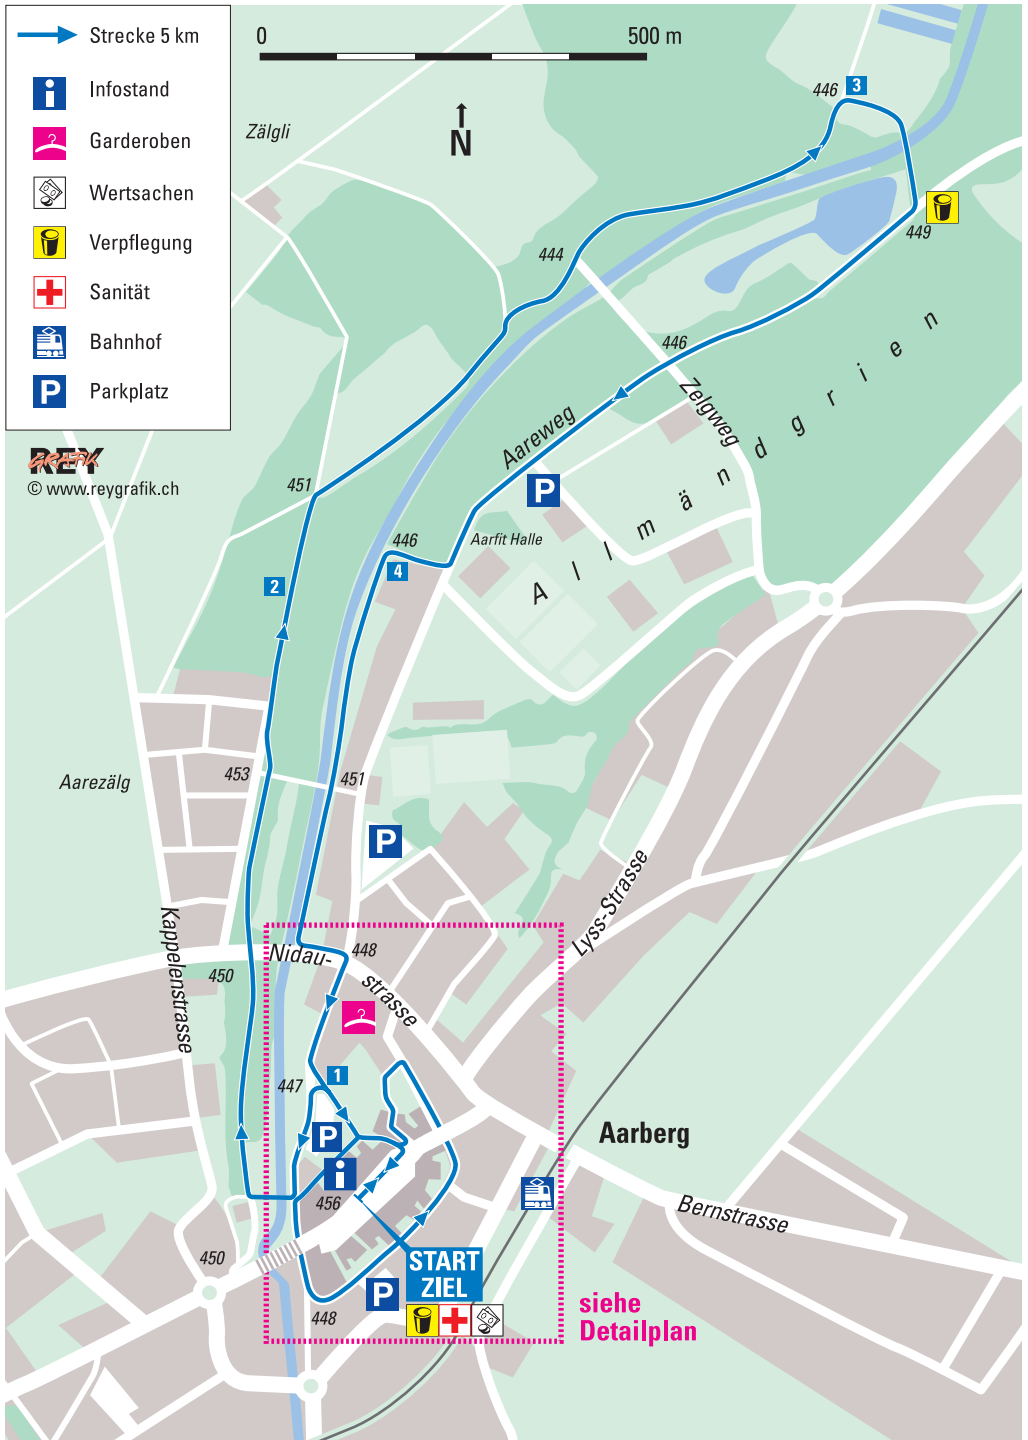 Strecke 5 km
Infostand
Garderoben
Wertsachen
Verpflegung
Sanität
Bahnhof
P
Parkplatz
REY
GRAFIK
© www.reygrafik.ch
0
500 m
N
Zälgli
446
3
449
444
446
Zelgweg
Aareweg
Allmändgrien
P
451
446
4
Aarfit Halle
2
453
451
Aarezälg
P
Kappelenstrasse
Lyss-Strasse
450
Nidau-
strasse
448
447
1
P
456
Aarberg
Bernstrasse
450
START
ZIEL
P
448
siehe
Detailplan